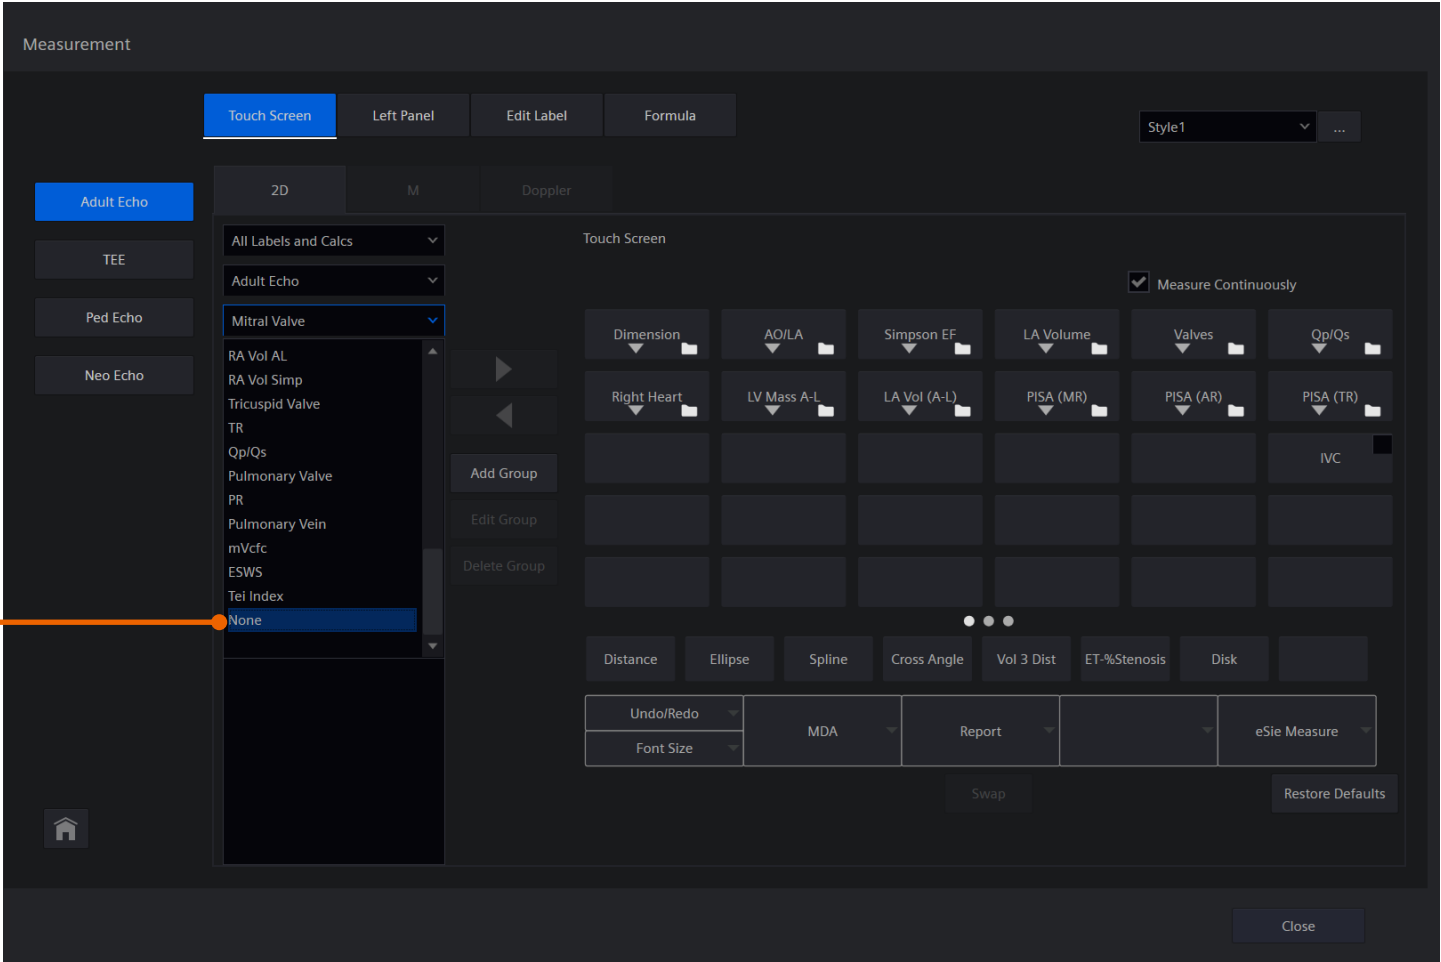 Measurement
Touch Screen Left Panel Edit Label Formula
Style1 ...
Adult Echo
TEE
Ped Echo
Neo Echo
2D M Doppler
All Labels and Calcs
Adult Echo
Mitral Valve
RA Vol AL
RA Vol Simp
Tricuspid Valve
TR
Qp/Qs
Pulmonary Valve
PR
Pulmonary Vein
mVcfc
ESWS
Tei Index
None
Add Group
Edit Group
Delete Group
Touch Screen
Measure Continuously
Dimension AO/LA Simpson EF LA Volume Valves Qp/Qs
Right Heart LV Mass A-L LA Vol (A-L) PISA (MR) PISA (AR) PISA (TR)
IVC
Distance Ellipse Spline Cross Angle Vol 3 Dist ET-%Stenosis Disk
Undo/Redo
Font Size
MDA Report eSie Measure
Swap Restore Defaults
Close